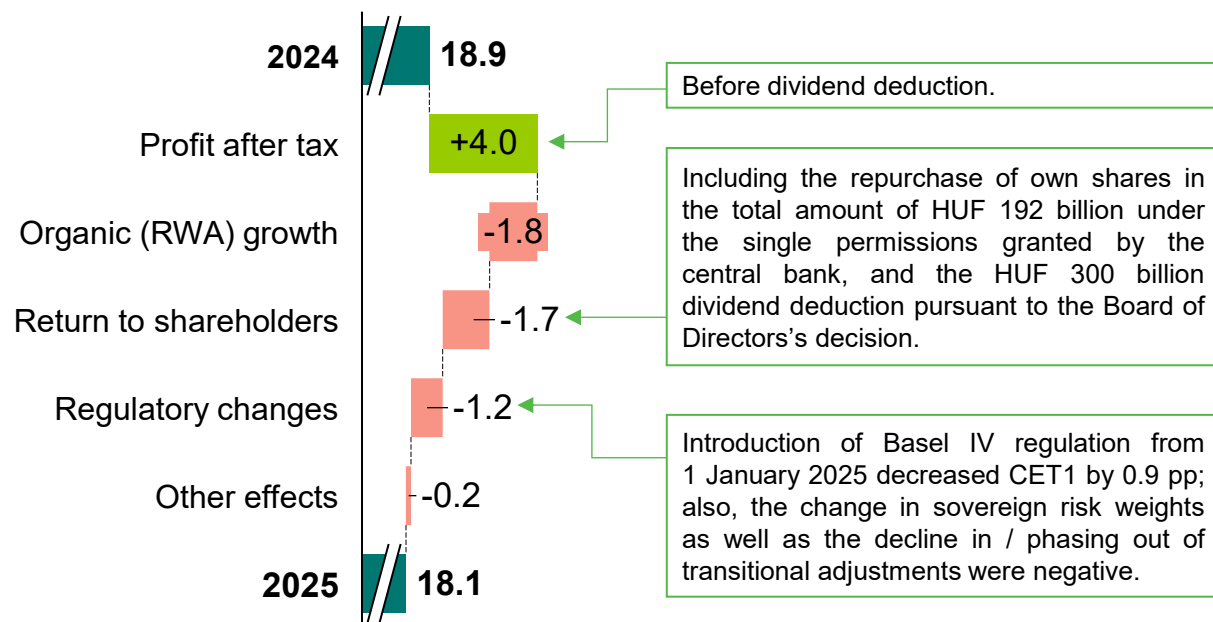 2024 18.9
Before dividend deduction.
Profit after tax +4.0
Including the repurchase of own shares in
the total amount of HUF 192 billion under
the single permissions granted by the
central bank, and the HUF 300 billion
dividend deduction pursuant to the Board of
Directors's decision.
Organic (RWA) growth -1.8
Return to shareholders -1.7
Regulatory changes -1.2
Introduction of Basel IV regulation from
1 January 2025 decreased CET1 by 0.9 pp;
also, the change in sovereign risk weights
as well as the decline in / phasing out of
transitional adjustments were negative.
Other effects -0.2
2025 18.1